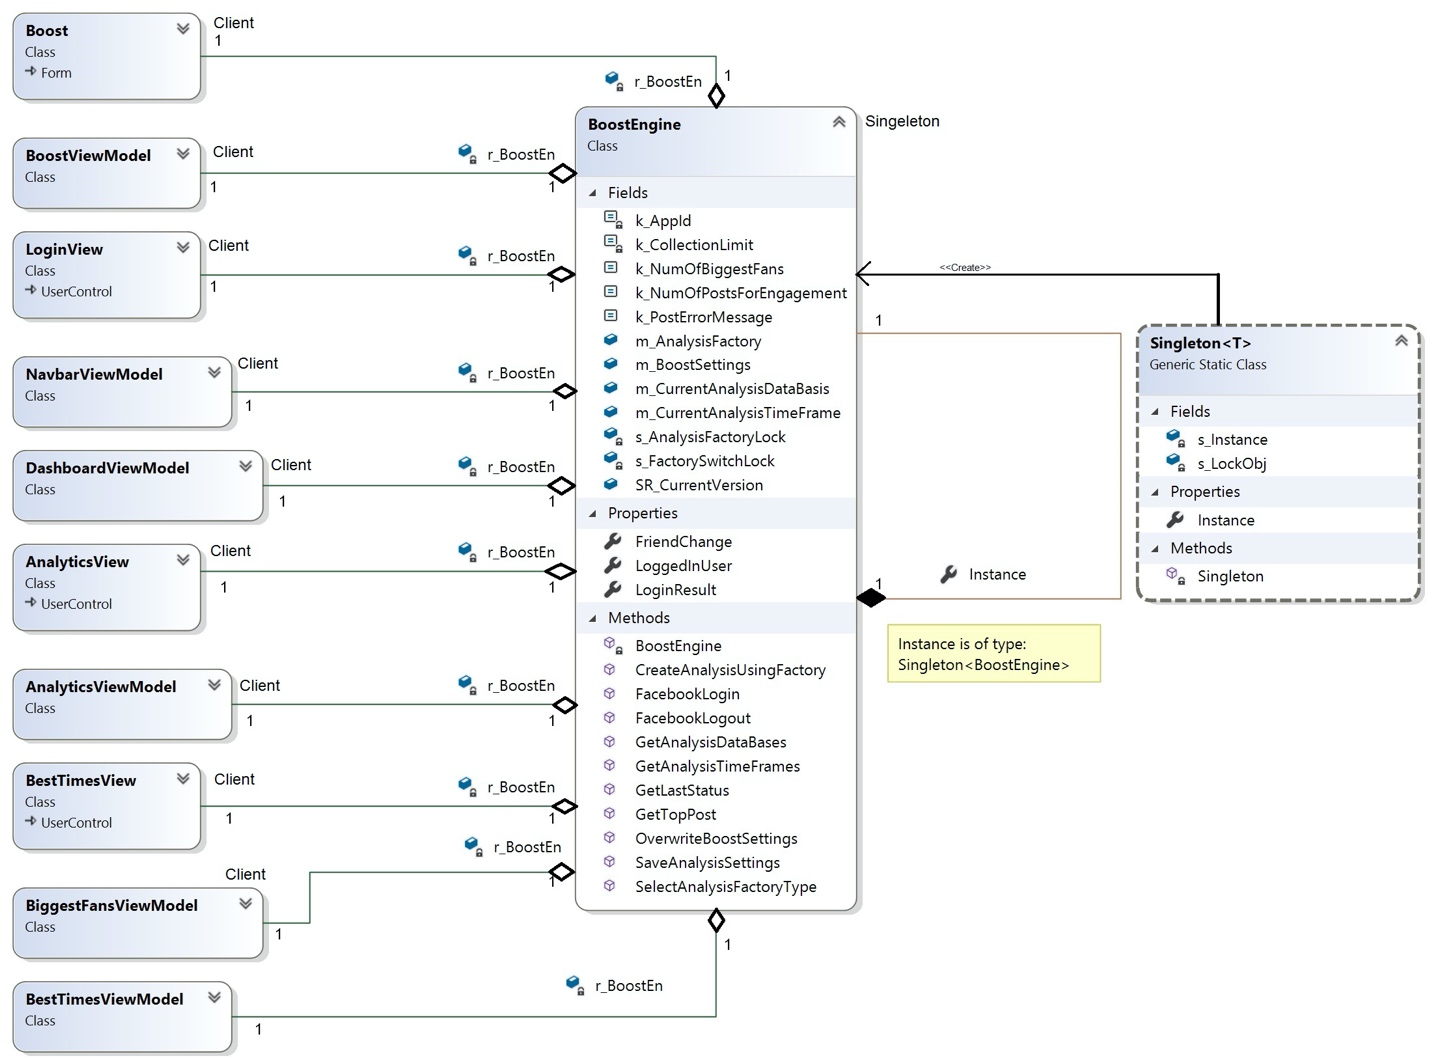 Boost
Class
Form
Client
1
r_BoostEn
1
BoostViewModel
Class
Client
1
r_BoostEn
1
LoginView
Class
UserControl
Client
1
r_BoostEn
1
NavbarViewModel
Class
Client
1
r_BoostEn
1
DashboardViewModel
Class
Client
1
r_BoostEn
1
AnalyticsView
Class
UserControl
Client
1
r_BoostEn
1
AnalyticsViewModel
Class
Client
1
r_BoostEn
1
BestTimesView
Class
UserControl
Client
1
r_BoostEn
1
BiggestFansViewModel
Class
Client
1
r_BoostEn
1
BestTimesViewModel
Class
1
r_BoostEn
1
BoostEngine
Class
Singeleton
Fields
k_AppId
k_CollectionLimit
k_NumOfBiggestFans
k_NumOfPostsForEngagement
k_PostErrorMessage
m_AnalysisFactory
m_BoostSettings
m_CurrentAnalysisDataBasis
m_CurrentAnalysisTimeFrame
s_AnalysisFactoryLock
s_FactorySwitchLock
SR_CurrentVersion
Properties
FriendChange
LoggedInUser
LoginResult
Methods
BoostEngine
CreateAnalysisUsingFactory
FacebookLogin
FacebookLogout
GetAnalysisDataBases
GetAnalysisTimeFrames
GetLastStatus
GetTopPost
OverwriteBoostSettings
SaveAnalysisSettings
SelectAnalysisFactoryType
<<Create>>
1
1
Instance
Instance is of type:
Singleton<BoostEngine>
Singleton<T>
Generic Static Class
Fields
s_Instance
s_LockObj
Properties
Instance
Methods
Singleton